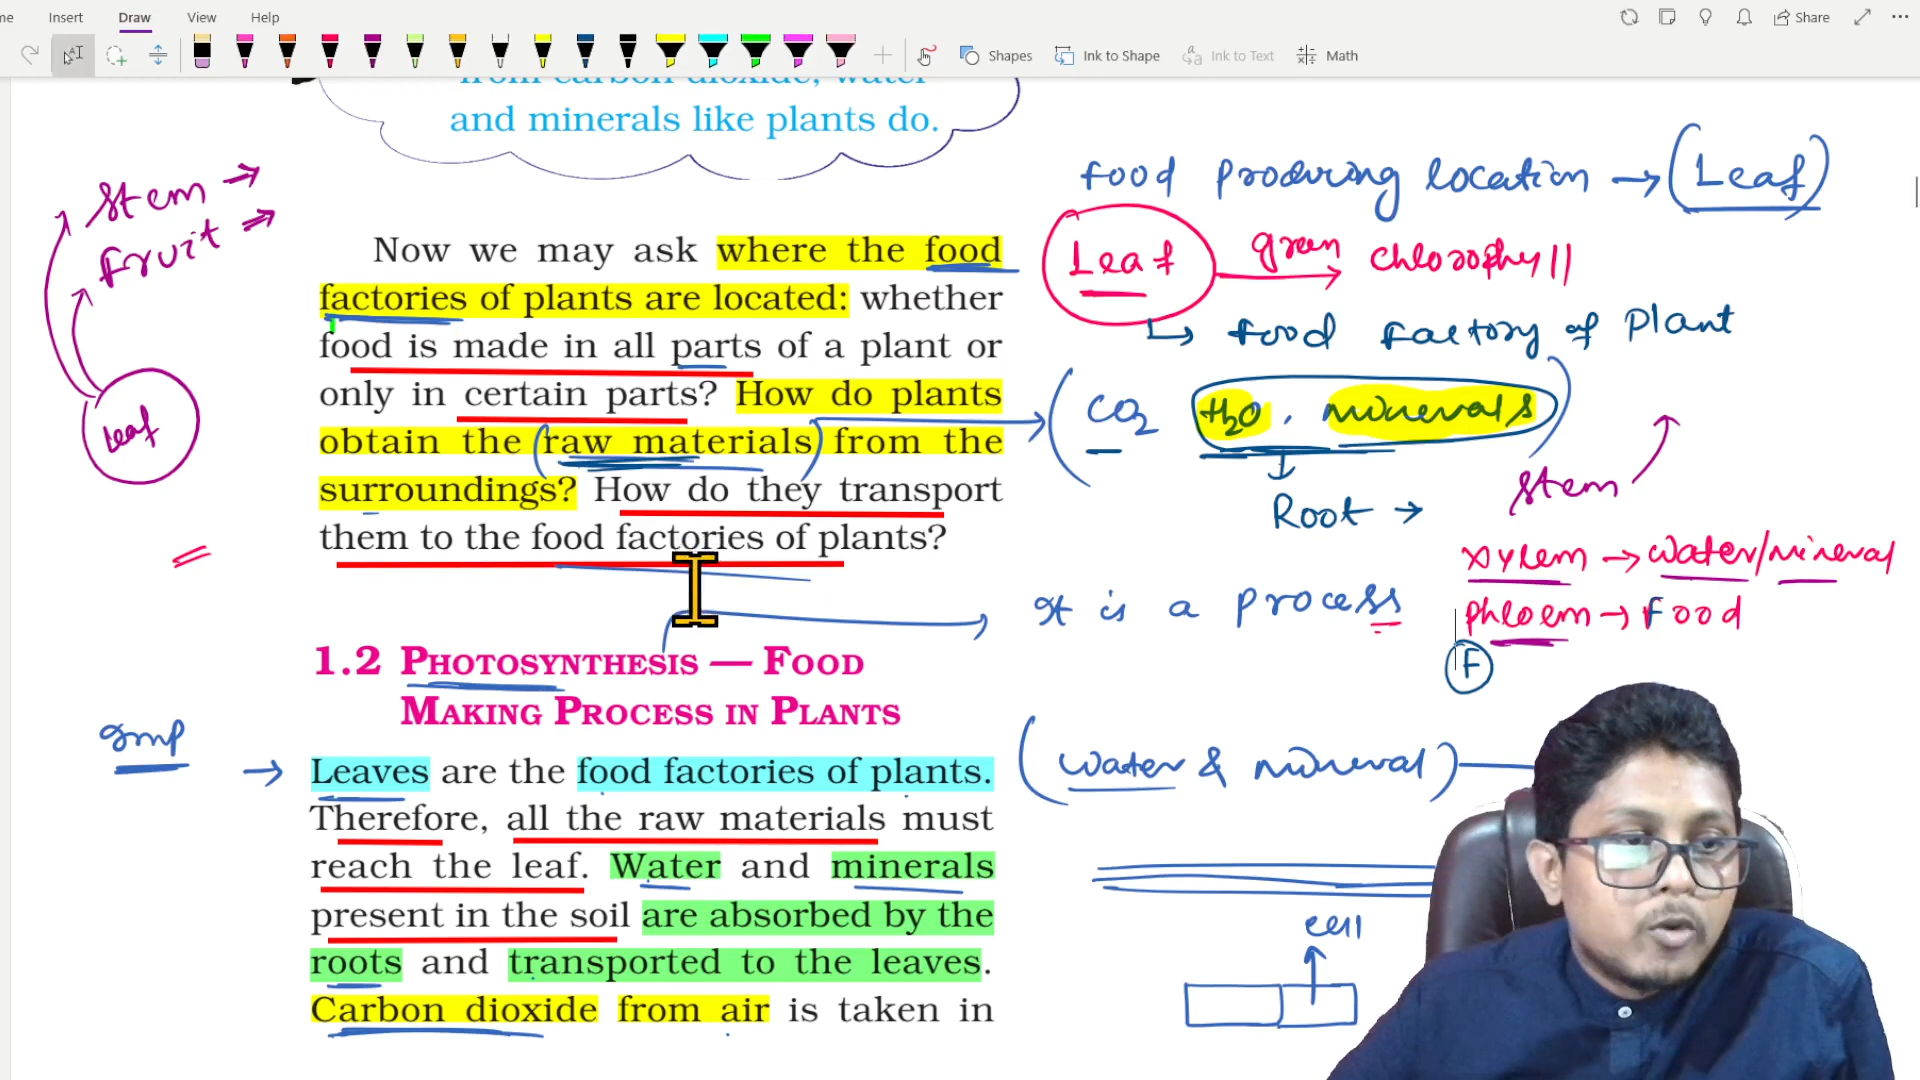 Insert Draw View Help
Share
Shapes Ink to Shape Ink to Text Math
from carbon dioxide, water
and minerals like plants do.
Stem →
fruit →
Leaf
Now we may ask where the food
factories of plants are located: whether
food is made in all parts of a plant or
only in certain parts? How do plants
obtain the raw materials from the
surroundings? How do they transport
them to the food factories of plants?
food producing location → (Leaf)
Leaf green → chlorophyll
↳ food factory of Plant
(CO2 H2O, minerals)
Root →
Stem
xylem → water/mineral
phloem → Food
F
It is a process
1.2 PHOTOSYNTHESIS — FOOD
MAKING PROCESS IN PLANTS
Imp
→ Leaves are the food factories of plants.
Therefore, all the raw materials must
reach the leaf. Water and minerals
present in the soil are absorbed by the
roots and transported to the leaves.
Carbon dioxide from air is taken in
(water & mineral)
cell